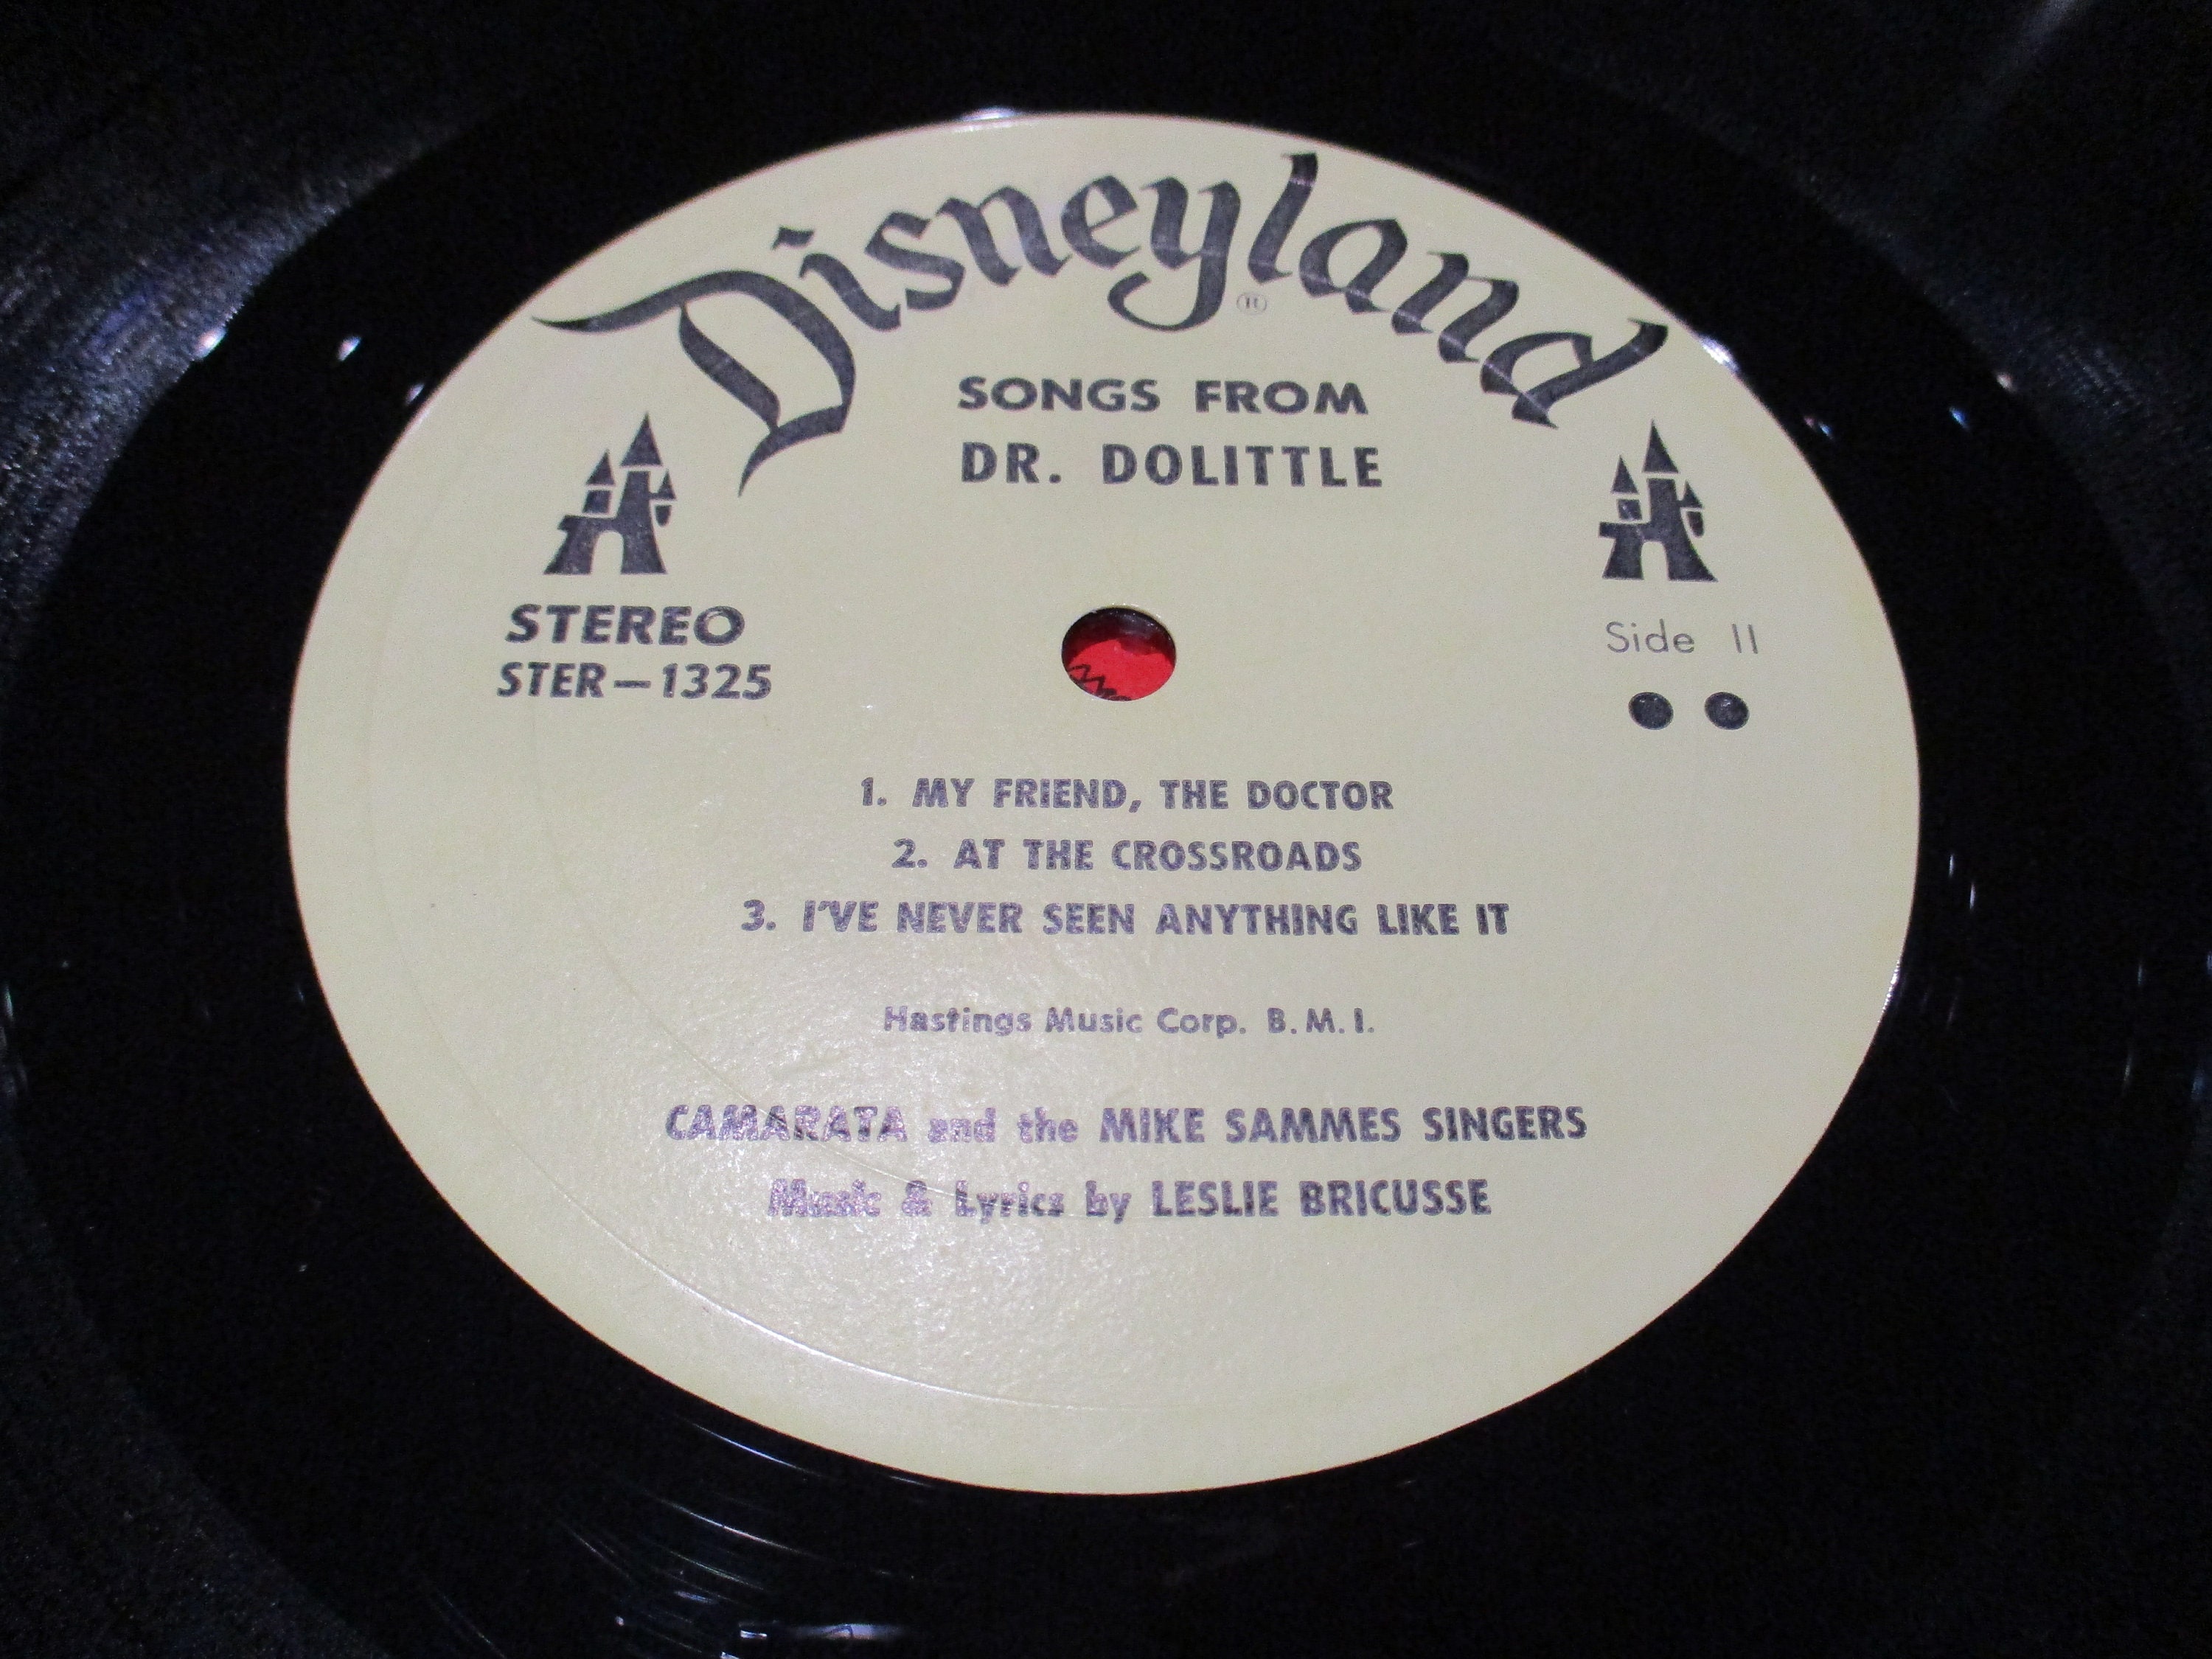 Disneyland
®
SONGS FROM
DR. DOLITTLE
STEREO
STER—1325
Side II
1. MY FRIEND, THE DOCTOR
2. AT THE CROSSROADS
3. I'VE NEVER SEEN ANYTHING LIKE IT
Hastings Music Corp. B.M.I.
CAMARATA and the MIKE SAMMES SINGERS
Music & Lyrics by LESLIE BRICUSSE